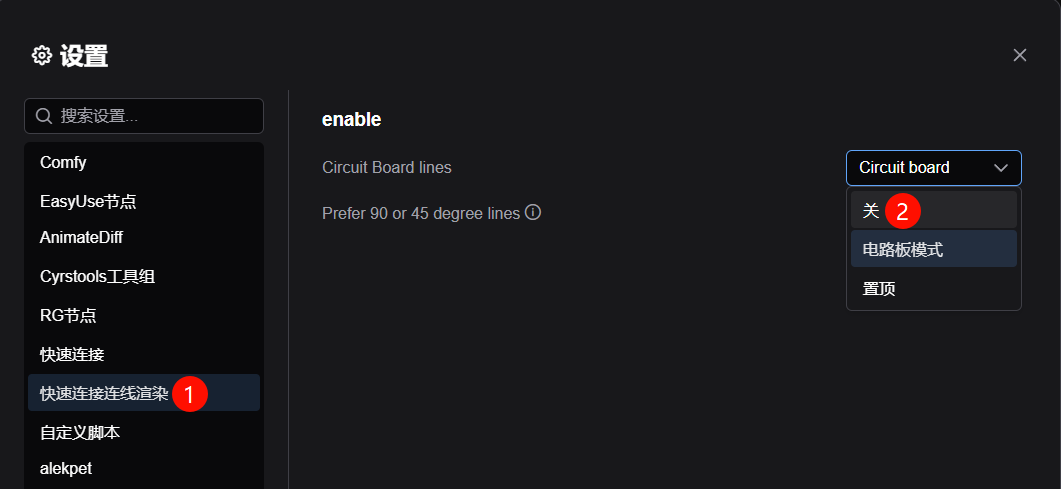 设置
搜索设置...
Comfy
EasyUse节点
AnimateDiff
Cyrstools工具组
RG节点
快速连接
快速连接连线渲染 1
自定义脚本
alekpet
enable
Circuit Board lines
Circuit board
Prefer 90 or 45 degree lines
关 2
电路板模式
置顶